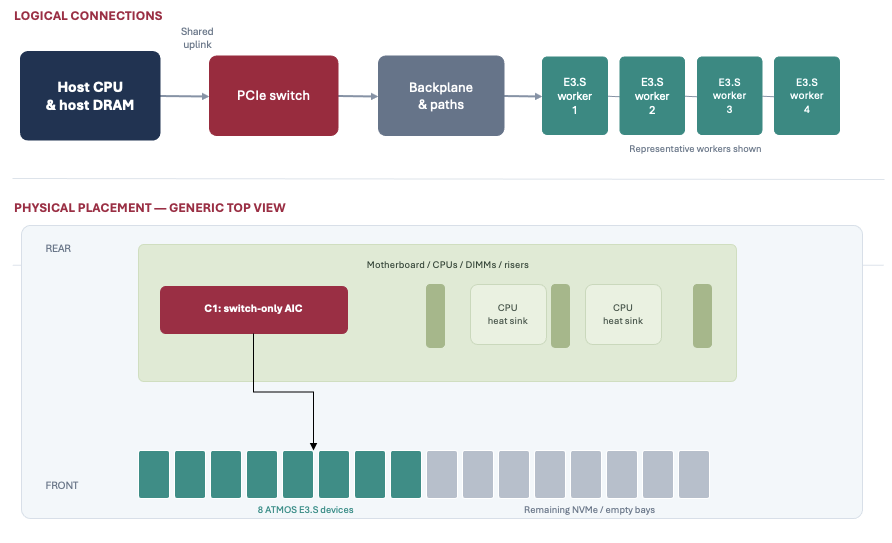 LOGICAL CONNECTIONS
Shared
uplink
Host CPU
& host DRAM
PCIe switch
Backplane
& paths
E3.S
worker
1
E3.S
worker
2
E3.S
worker
3
E3.S
worker
4
Representative workers shown
PHYSICAL PLACEMENT — GENERIC TOP VIEW
REAR
Motherboard / CPUs / DIMMs / risers
C1: switch-only AIC
CPU
heat sink
CPU
heat sink
FRONT
8 ATMOS E3.S devices
Remaining NVMe / empty bays